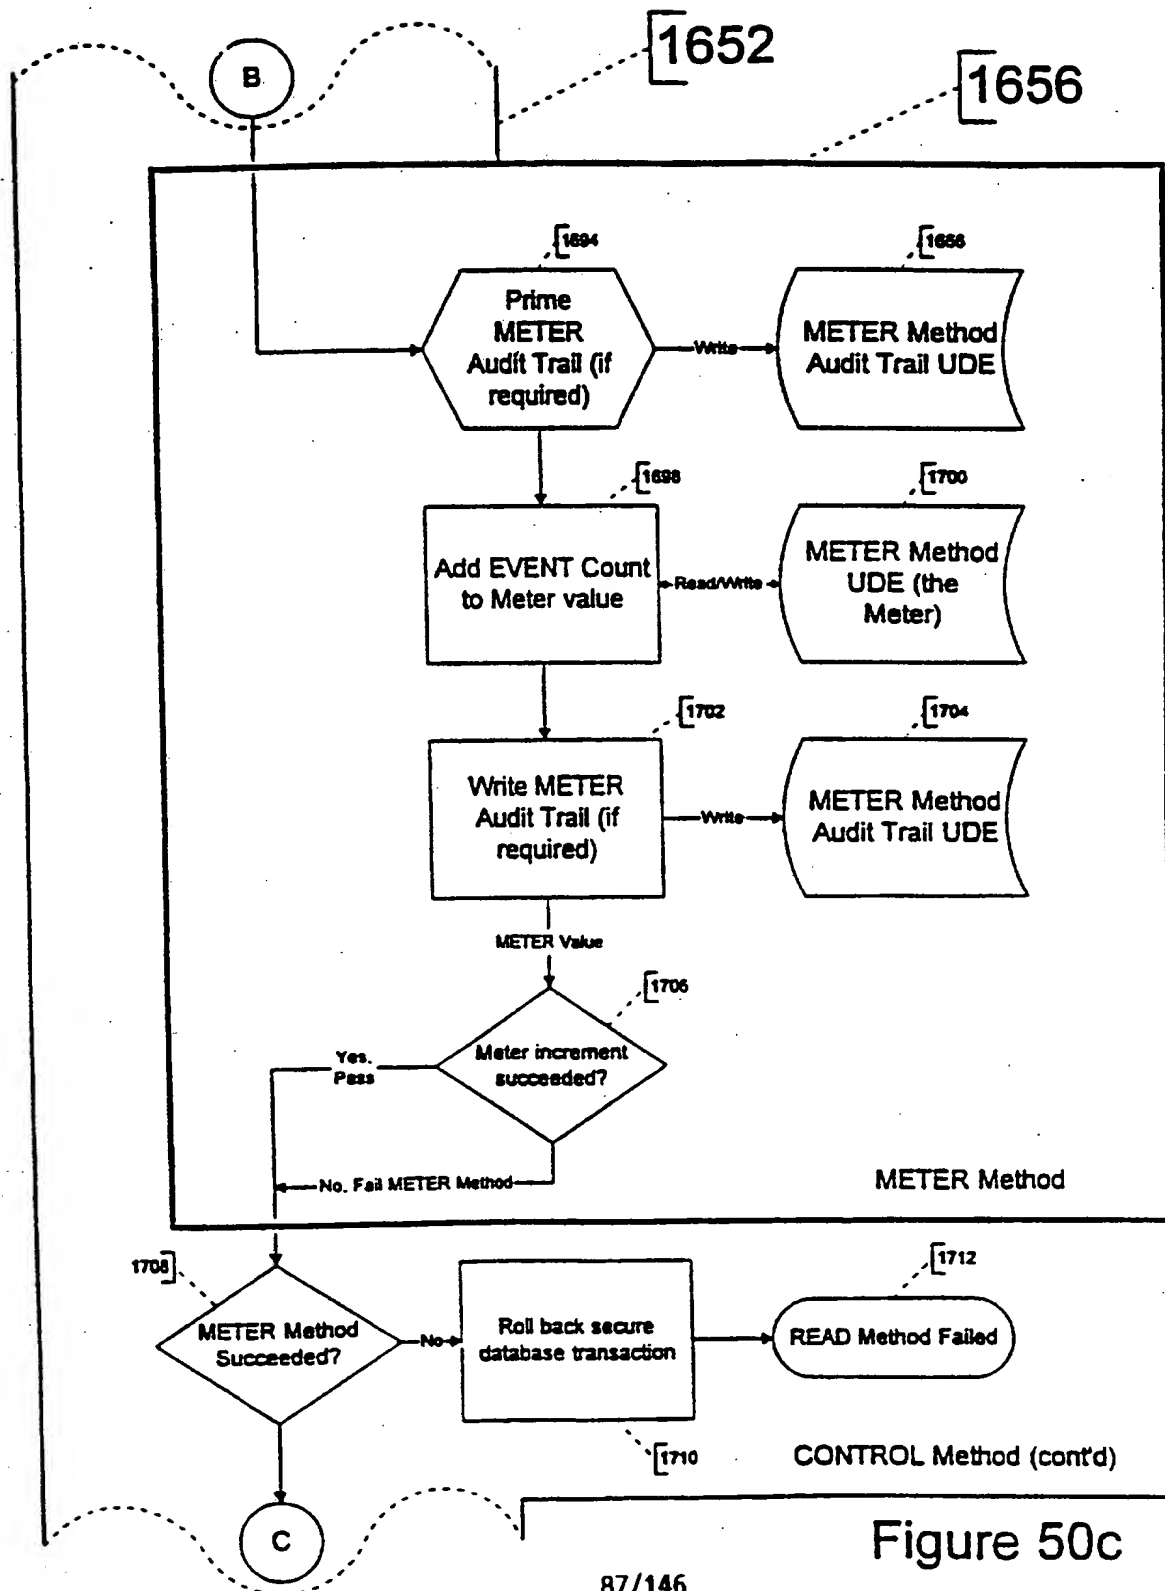 B
1652
1656
1694
1656
Prime
METER
Audit Trail (if
required)
Write
METER Method
Audit Trail UDE
1698
1700
Add EVENT Count
to Meter value
Read/Write
METER Method
UDE (the
Meter)
1702
1704
Write METER
Audit Trail (if
required)
Write
METER Method
Audit Trail UDE
METER Value
1706
Meter increment
succeeded?
Yes.
Pass
No. Fail METER Method
METER Method
1708
1712
METER Method
Succeeded?
No
Roll back secure
database transaction
READ Method Failed
1710
CONTROL Method (cont'd)
C
Figure 50c
87/146